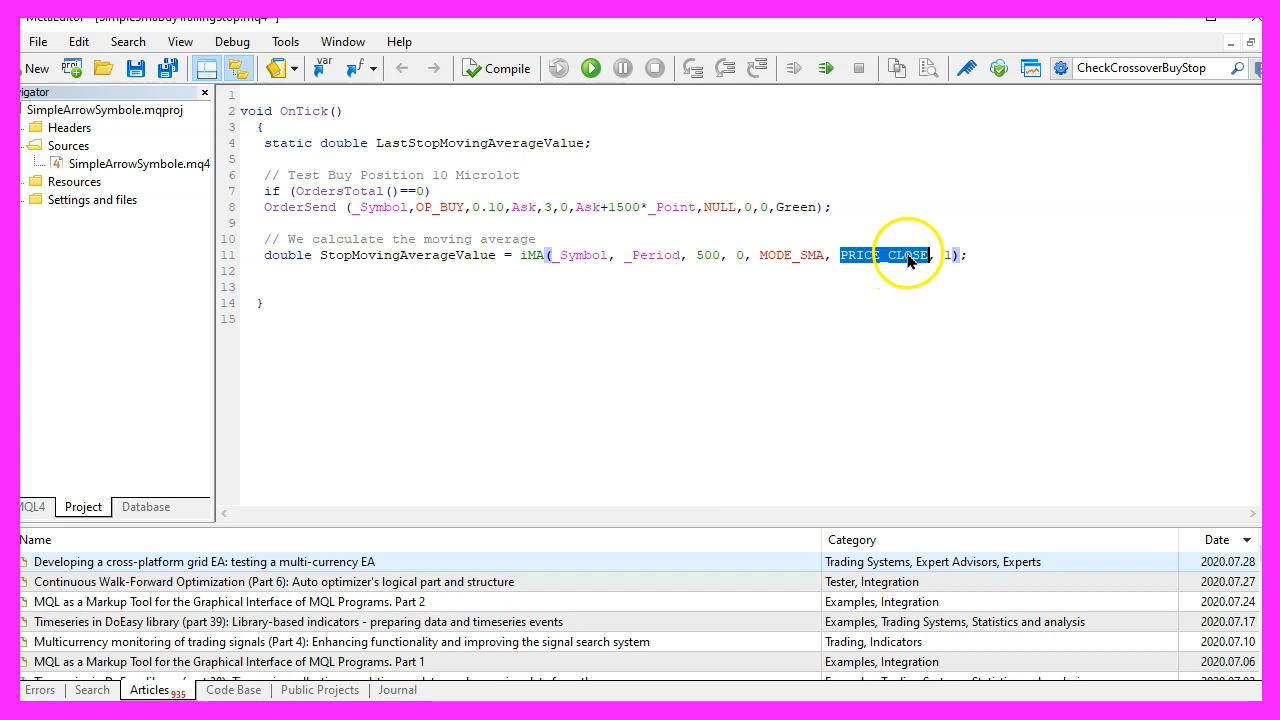 MetaEditor - [SimpleSmaBuyTrailingStop.mq4 *]
File Edit Search View Debug Tools Window Help
New Compile CheckCrossoverBuyStop
vigator
SimpleArrowSymbole.mqproj
Headers
Sources
SimpleArrowSymbole.mq4
Resources
Settings and files
1
2 void OnTick()
3 {
4 static double LastStopMovingAverageValue;
5
6 // Test Buy Position 10 Microlot
7 if (OrdersTotal()==0)
8 OrderSend (_Symbol,OP_BUY,0.10,Ask,3,0,Ask+1500*_Point,NULL,0,0,Green);
9
10 // We calculate the moving average
11 double StopMovingAverageValue = iMA(_Symbol, _Period, 500, 0, MODE_SMA, PRICE_CLOSE, 1);
12
13
14 }
15
MQL4 Project Database
Name Category Date
Developing a cross-platform grid EA: testing a multi-currency EA Trading Systems, Expert Advisors, Experts 2020.07.28
Continuous Walk-Forward Optimization (Part 6): Auto optimizer's logical part and structure Tester, Integration 2020.07.27
MQL as a Markup Tool for the Graphical Interface of MQL Programs. Part 2 Examples, Integration 2020.07.24
Timeseries in DoEasy library (part 39): Library-based indicators - preparing data and timeseries events Examples, Trading Systems, Statistics and analysis 2020.07.17
Multicurrency monitoring of trading signals (Part 4): Enhancing functionality and improving the signal search system Trading, Indicators 2020.07.10
MQL as a Markup Tool for the Graphical Interface of MQL Programs. Part 1 Examples, Integration 2020.07.06
Errors Search Articles 935 Code Base Public Projects Journal